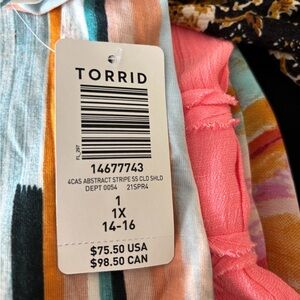 TORRID
FL_297
14677743
4CAS ABSTRACT STRIPE SS CLD SHLD
DEPT 0054 21SPR4
1
1X
14-16
$75.50 USA
$98.50 CAN